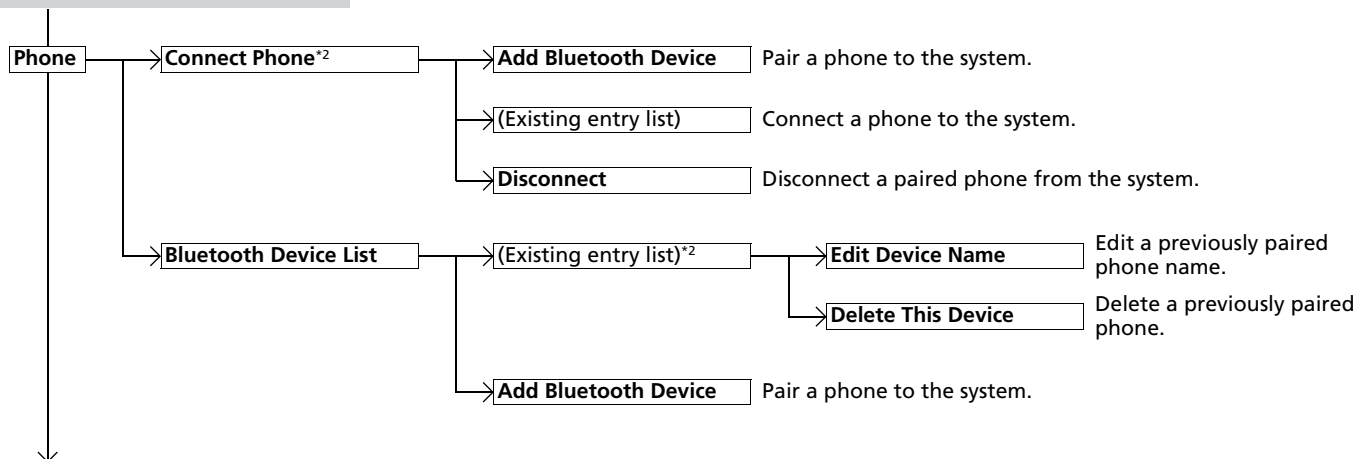 Phone
Connect Phone*2
Add Bluetooth Device
Pair a phone to the system.
(Existing entry list)
Connect a phone to the system.
Disconnect
Disconnect a paired phone from the system.
Bluetooth Device List
(Existing entry list)*2
Edit Device Name
Edit a previously paired
phone name.
Delete This Device
Delete a previously paired
phone.
Add Bluetooth Device
Pair a phone to the system.